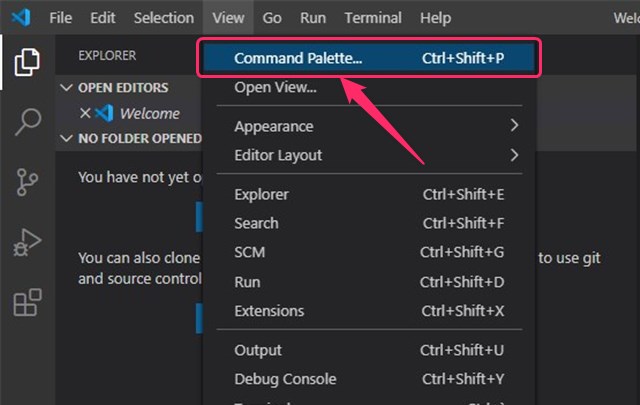 File Edit Selection View Go Run Terminal Help
EXPLORER
OPEN EDITORS
Welcome
NO FOLDER OPENED
You have not yet
You can also clone
to use git
and source control
Command Palette... Ctrl+Shift+P
Open View...
Appearance
Editor Layout
Explorer Ctrl+Shift+E
Search Ctrl+Shift+F
SCM Ctrl+Shift+G
Run Ctrl+Shift+D
Extensions Ctrl+Shift+X
Output Ctrl+Shift+U
Debug Console Ctrl+Shift+Y